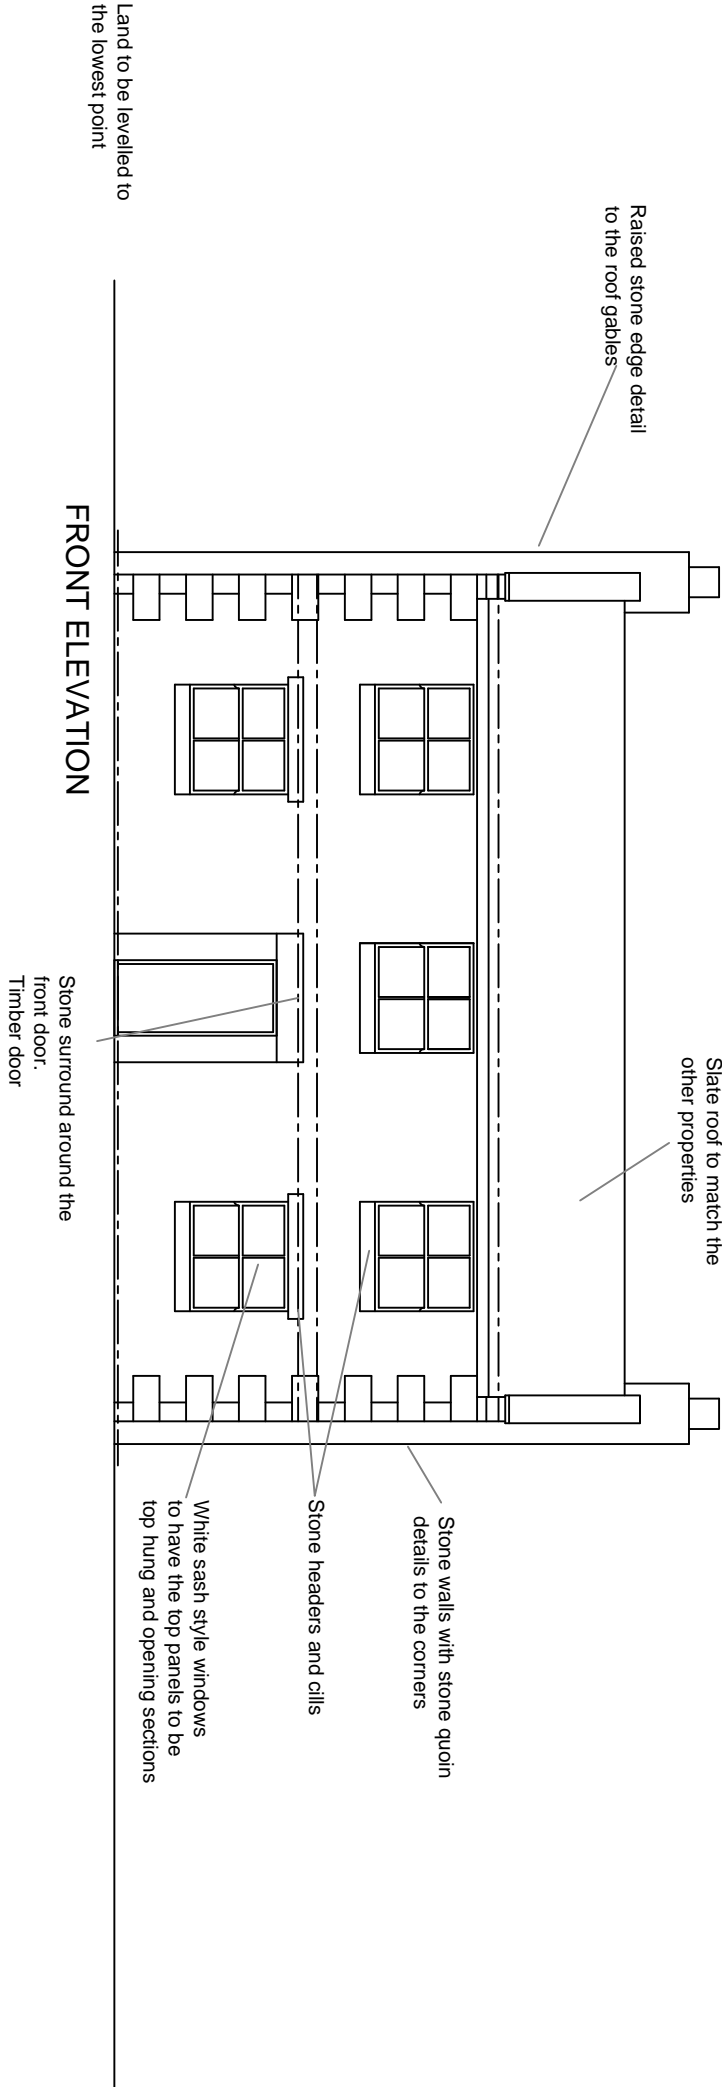 Slate roof to match the
other properties
Raised stone edge detail
to the roof gables
Stone walls with stone quoin
details to the corners
Stone headers and cills
White sash style windows
to have the top panels to be
top hung and opening sections
Land to be levelled to
the lowest point
Stone surround around the
front door.
Timber door
FRONT ELEVATION